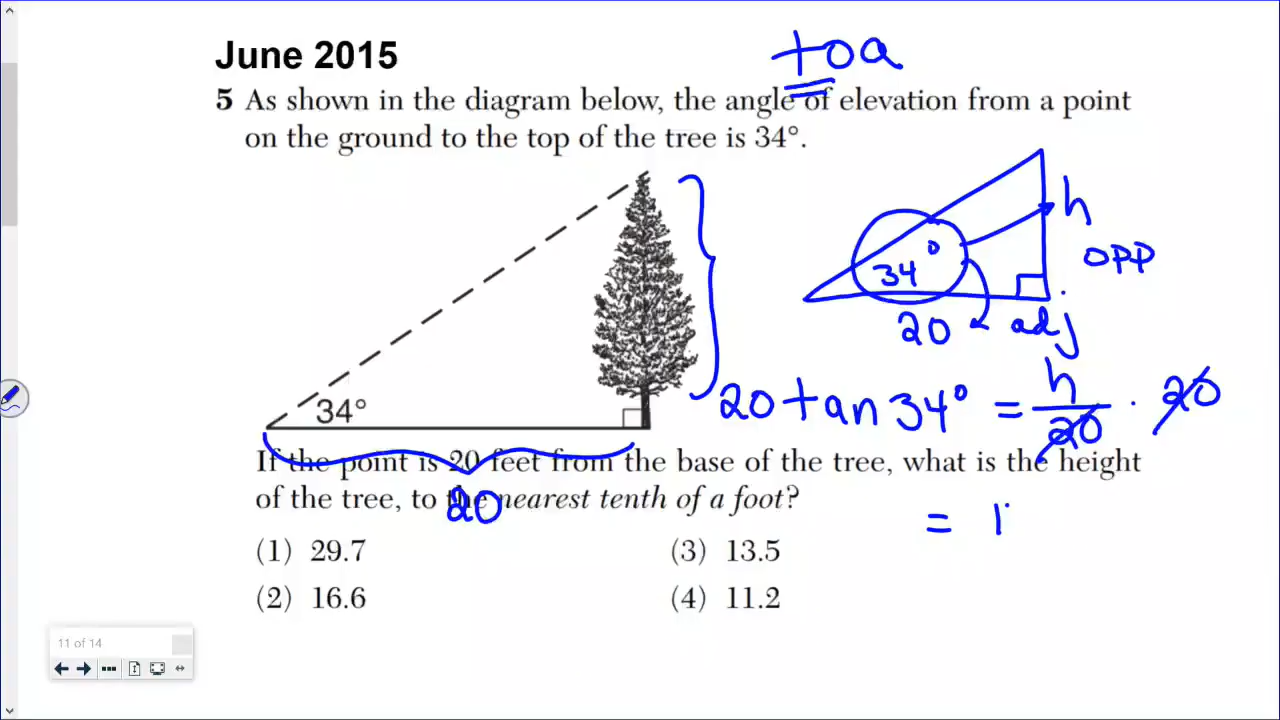 June 2015
toa
5 As shown in the diagram below, the angle of elevation from a point
on the ground to the top of the tree is 34°.
34°
h
opp
34°
20 adj
20 tan 34° = h/20 · 20
If the point is 20 feet from the base of the tree, what is the height
of the tree, to the nearest tenth of a foot?
20
= 1
(1) 29.7
(3) 13.5
(2) 16.6
(4) 11.2
11 of 14